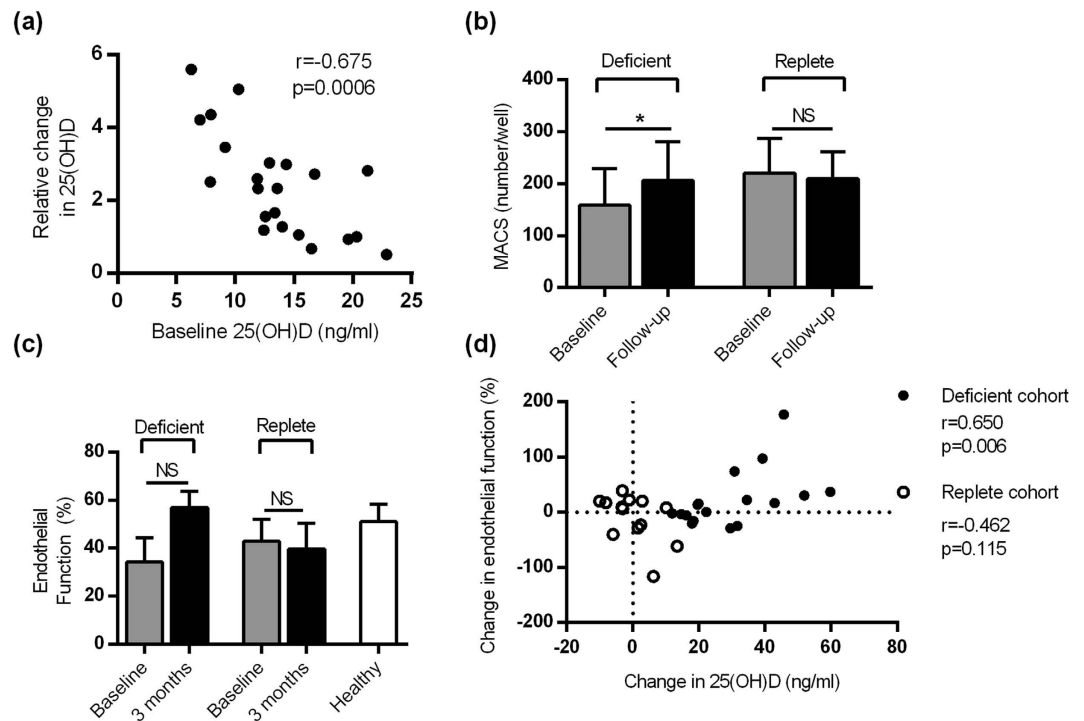 (a)
r=-0.675
p=0.0006
Relative change
in 25(OH)D
6
4
2
0
0 5 10 15 20 25
Baseline 25(OH)D (ng/ml)
(b)
Deficient Replete
* NS
MACS (number/well)
400
300
200
100
0
Baseline Follow-up Baseline Follow-up
(c)
Deficient Replete
NS NS
Endothelial
Function (%)
80
60
40
20
0
Baseline 3 months Baseline 3 months Healthy
(d)
Change in endothelial function (%)
200
100
0
-100
-200
-20 0 20 40 60 80
Change in 25(OH)D (ng/ml)
Deficient cohort
r=0.650
p=0.006
Replete cohort
r=-0.462
p=0.115